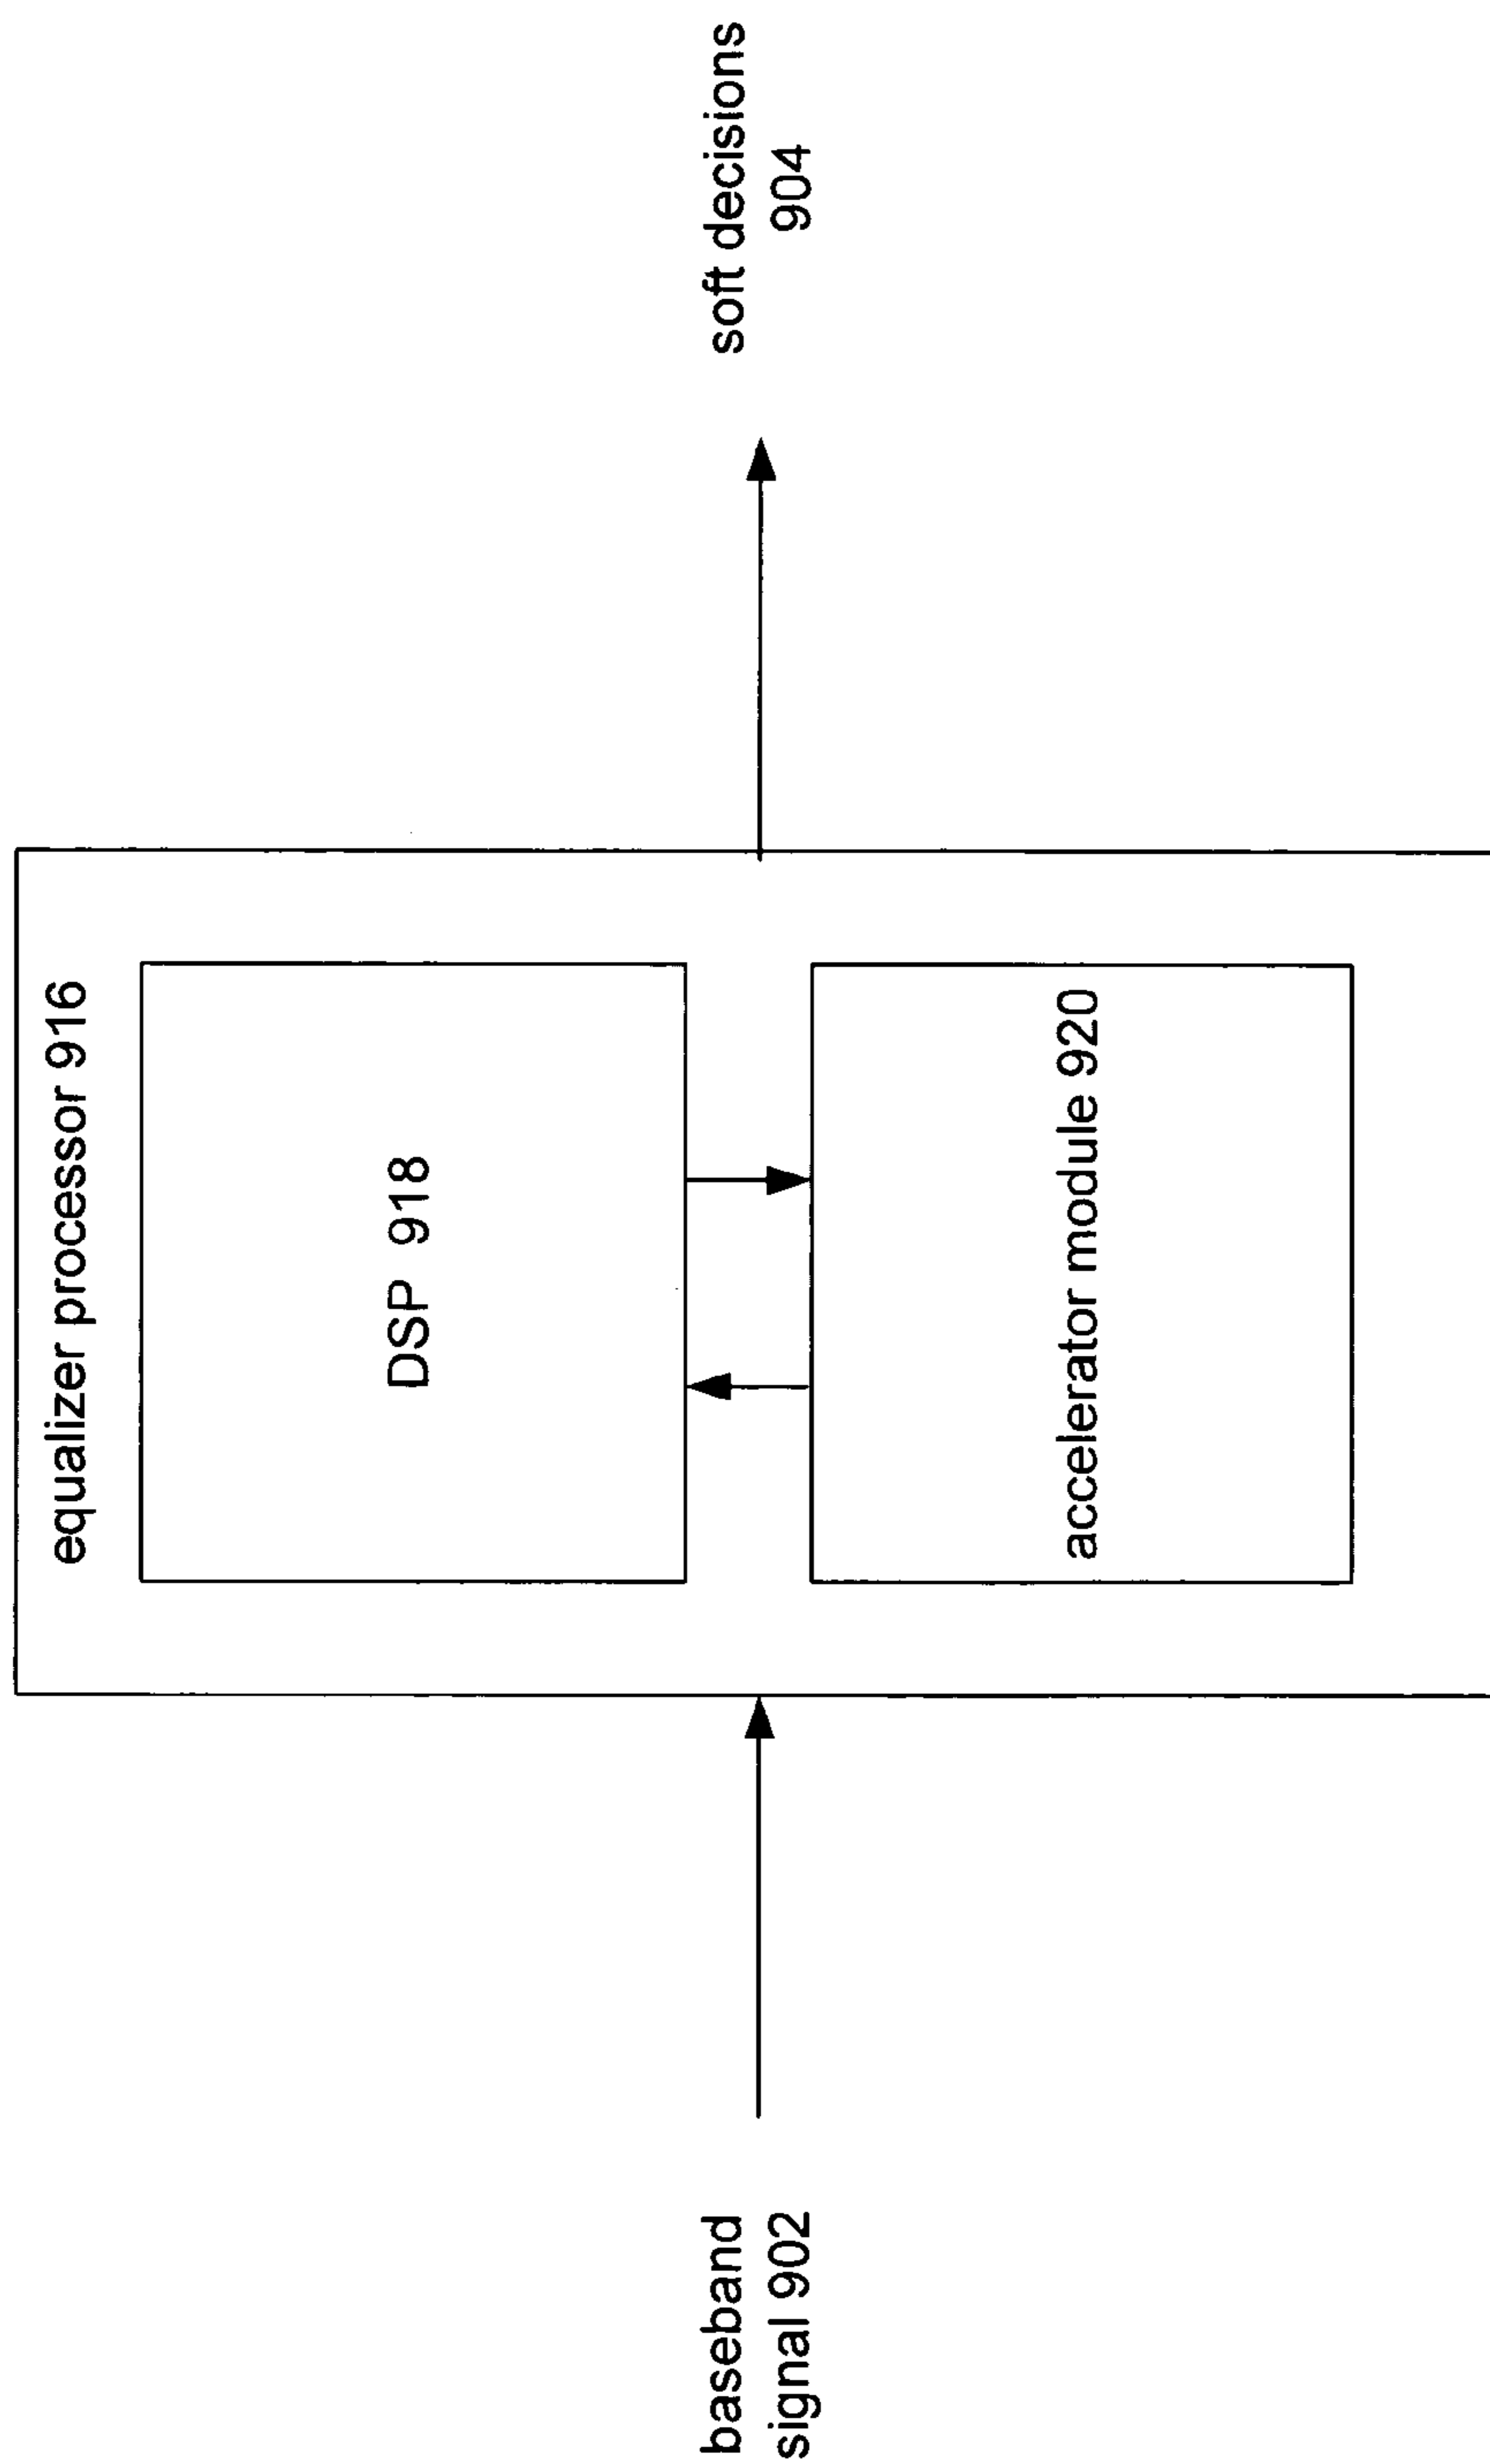 equalizer processor 916
DSP 918
accelerator module 920
baseband
signal 902
soft decisions
904